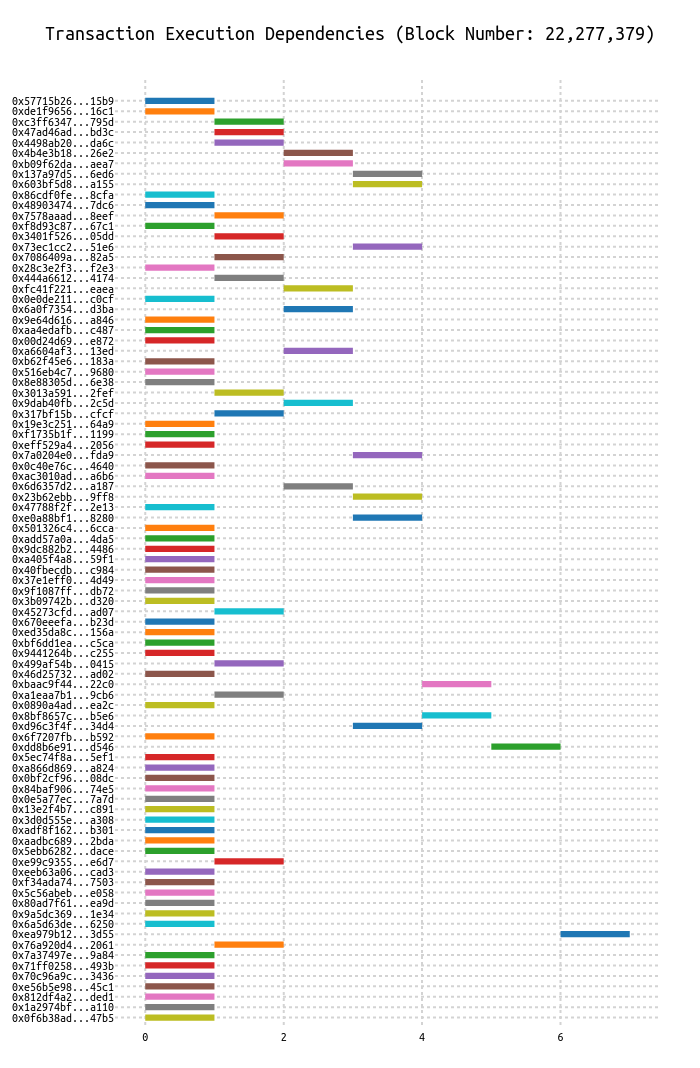 Transaction Execution Dependencies (Block Number: 22,277,379)
0x57715b26...15b9
0xde1f9656...16c1
0xc3ff6347...795d
0x47ad46ad...bd3c
0x4498ab20...da6c
0x4b4e3b18...26e2
0xb09f62da...aea7
0x137a97d5...6ed6
0x603bf5d8...a155
0x86cdf0fe...8cfa
0x48903474...7dc6
0x7578aaad...8eef
0xf8d93c87...67c1
0x3401f526...05dd
0x73ec1cc2...51e6
0x7086409a...82a5
0x28c3e2f3...f2e3
0x444a6612...4174
0xfc41f221...eaea
0x0e0de211...c0cf
0x6a0f7354...d3ba
0x9e64d616...a846
0xaa4edafb...c487
0x00d24d69...e872
0xa6604af3...13ed
0xb62f45e6...183a
0x516eb4c7...9680
0x8e88305d...6e38
0x3013a591...2fef
0x9dab40fb...2c5d
0x317bf15b...cfcf
0x19e3c251...64a9
0xf1735b1f...1199
0xeff529a4...2056
0x7a0204e0...fda9
0x0c40e76c...4640
0xac3010ad...a6b6
0x6d6357d2...a187
0x23b62ebb...9ff8
0x47788f2f...2e13
0xe0a88bf1...8280
0x501326c4...6cca
0xadd57a0a...4da5
0x9dc882b2...4486
0xa405f4a8...59f1
0x40fbecdb...c984
0x37e1eff0...4d49
0x9f1087ff...db72
0x3b09742b...d320
0x45273cfd...ad07
0x670eeefa...b23d
0xed35da8c...156a
0xbf6dd1ea...c5ca
0x9441264b...c255
0x499af54b...0415
0x46d25732...ad02
0xbaac9f44...22c0
0xa1eaa7b1...9cb6
0x0890a4ad...ea2c
0x8bf8657c...b5e6
0xd96c3f4f...34d4
0x6f7207fb...b592
0xdd8b6e91...d546
0x5ec74f8a...5ef1
0xa866d869...a824
0x0bf2cf96...08dc
0x84baf906...74e5
0x0e5a77ec...7a7d
0x13e2f4b7...c891
0x3d0d555e...a308
0xadf8f162...b301
0xaadbc689...2bda
0x5ebb6282...dace
0xe99c9355...e6d7
0xeeb63a06...cad3
0xf34ada74...7503
0x5c56abeb...e058
0x80ad7f61...ea9d
0x9a5dc369...1e34
0x6a5d63de...6250
0xea979b12...3d55
0x76a920d4...2061
0x7a37497e...9a84
0x71ff0258...493b
0x70c96a9c...3436
0xe56b5e98...45c1
0x812df4a2...ded1
0x1a2974bf...a110
0x0f6b38ad...47b5
0 2 4 6